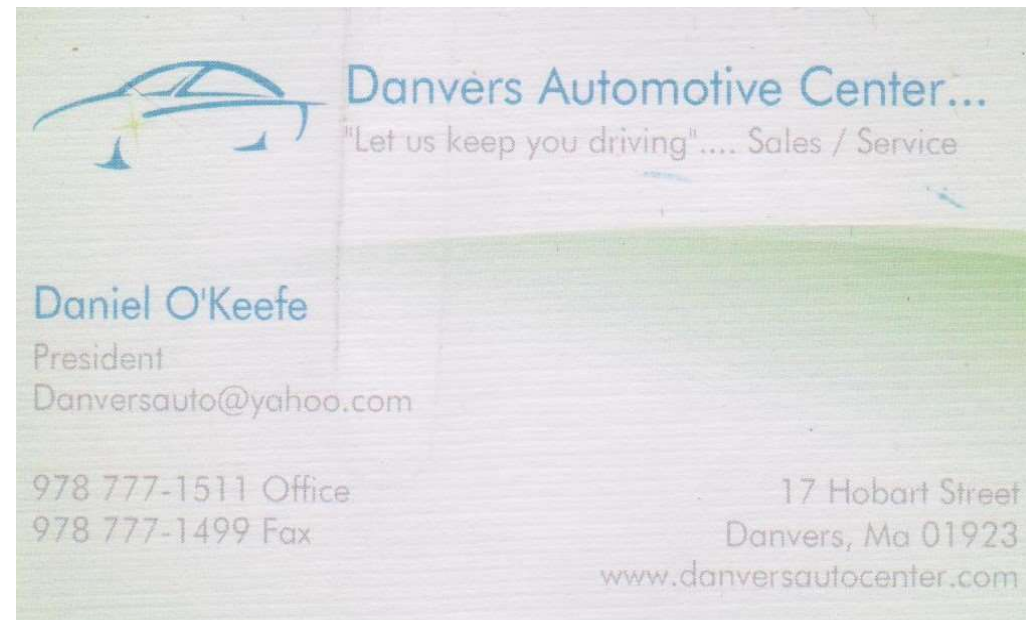 Danvers Automotive Center...
"Let us keep you driving".... Sales / Service
Daniel O'Keefe
President
Danversauto@yahoo.com
978 777-1511 Office
978 777-1499 Fax
17 Hobart Street
Danvers, Ma 01923
www.danversautocenter.com